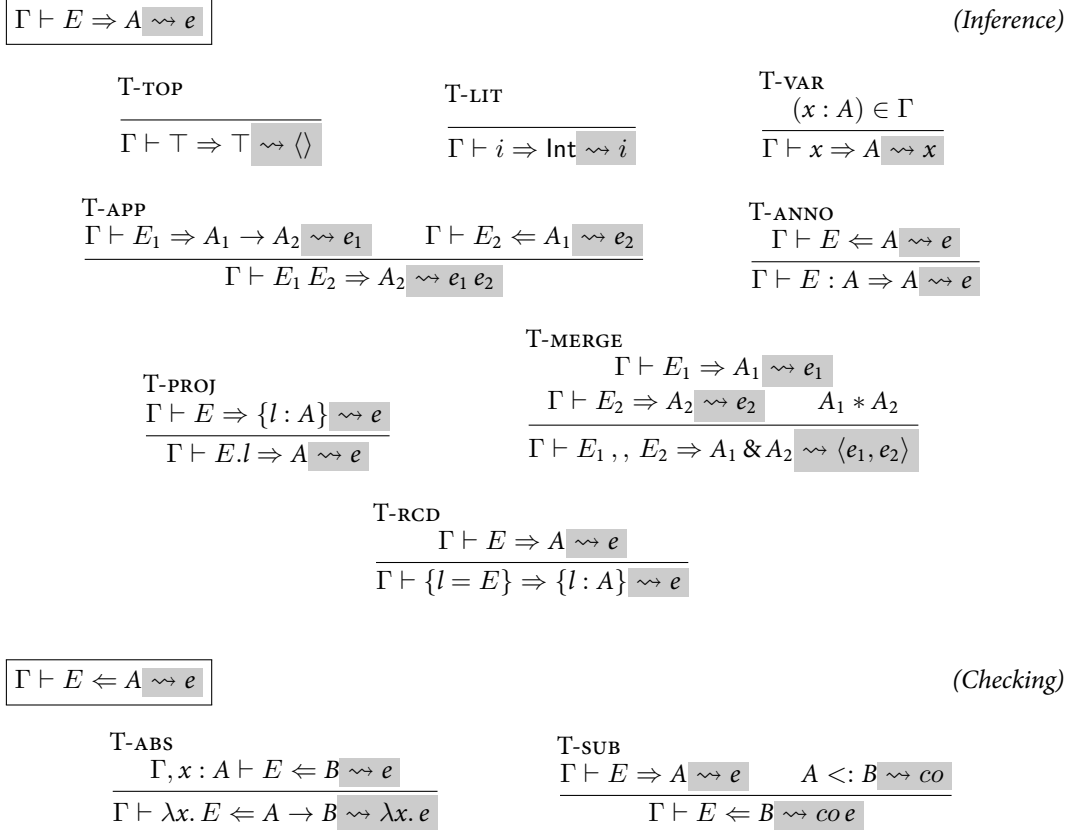 Γ ⊢ E ⇒ A ⇝ e (Inference)
T-TOP
Γ ⊢ ⊤ ⇒ ⊤ ⇝ ⟨⟩
T-LIT
Γ ⊢ i ⇒ Int ⇝ i
T-VAR
(x : A) ∈ Γ
Γ ⊢ x ⇒ A ⇝ x
T-APP
Γ ⊢ E₁ ⇒ A₁ → A₂ ⇝ e₁ Γ ⊢ E₂ ⇐ A₁ ⇝ e₂
Γ ⊢ E₁ E₂ ⇒ A₂ ⇝ e₁ e₂
T-ANNO
Γ ⊢ E ⇐ A ⇝ e
Γ ⊢ E : A ⇒ A ⇝ e
T-PROJ
Γ ⊢ E ⇒ {l : A} ⇝ e
Γ ⊢ E.l ⇒ A ⇝ e
T-MERGE
Γ ⊢ E₁ ⇒ A₁ ⇝ e₁
Γ ⊢ E₂ ⇒ A₂ ⇝ e₂ A₁ ∗ A₂
Γ ⊢ E₁ ,, E₂ ⇒ A₁ & A₂ ⇝ ⟨e₁, e₂⟩
T-RCD
Γ ⊢ E ⇒ A ⇝ e
Γ ⊢ {l = E} ⇒ {l : A} ⇝ e
Γ ⊢ E ⇐ A ⇝ e (Checking)
T-ABS
Γ, x : A ⊢ E ⇐ B ⇝ e
Γ ⊢ λx. E ⇐ A → B ⇝ λx. e
T-SUB
Γ ⊢ E ⇒ A ⇝ e A <: B ⇝ co
Γ ⊢ E ⇐ B ⇝ co e